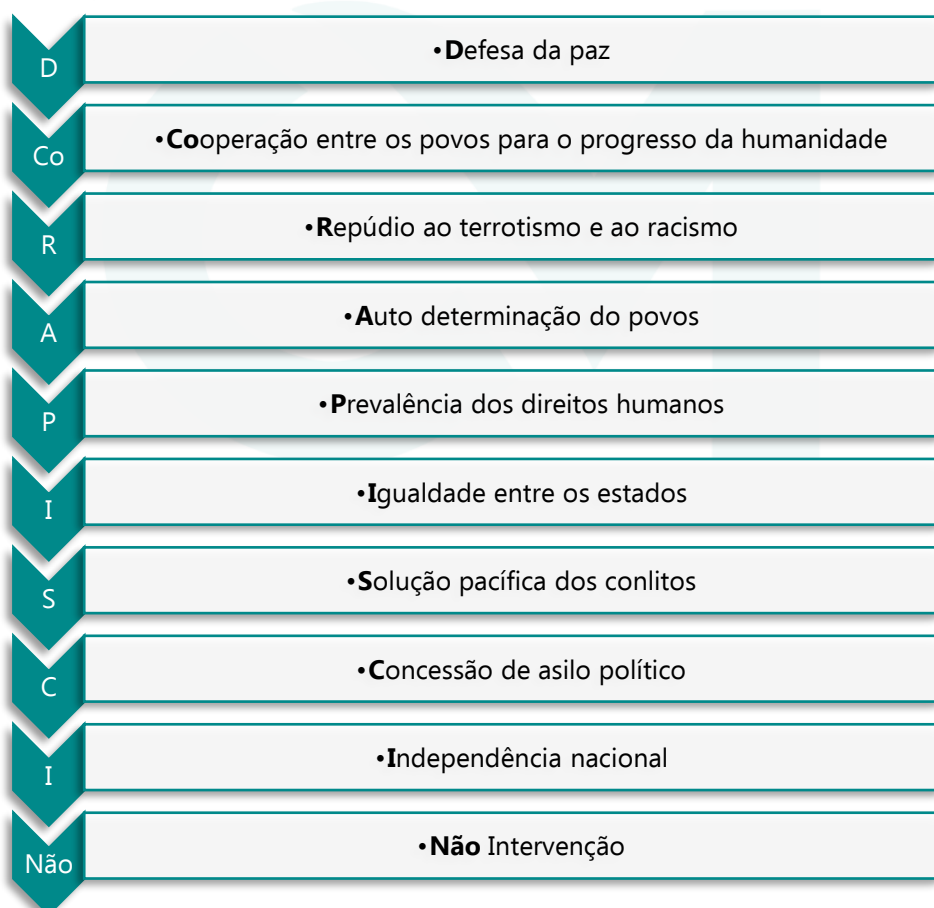 D
•Defesa da paz
Co
•Cooperação entre os povos para o progresso da humanidade
R
•Repúdio ao terrotismo e ao racismo
A
•Auto determinação do povos
P
•Prevalência dos direitos humanos
I
•Igualdade entre os estados
S
•Solução pacífica dos conlitos
C
•Concessão de asilo político
I
•Independência nacional
Não
•Não Intervenção